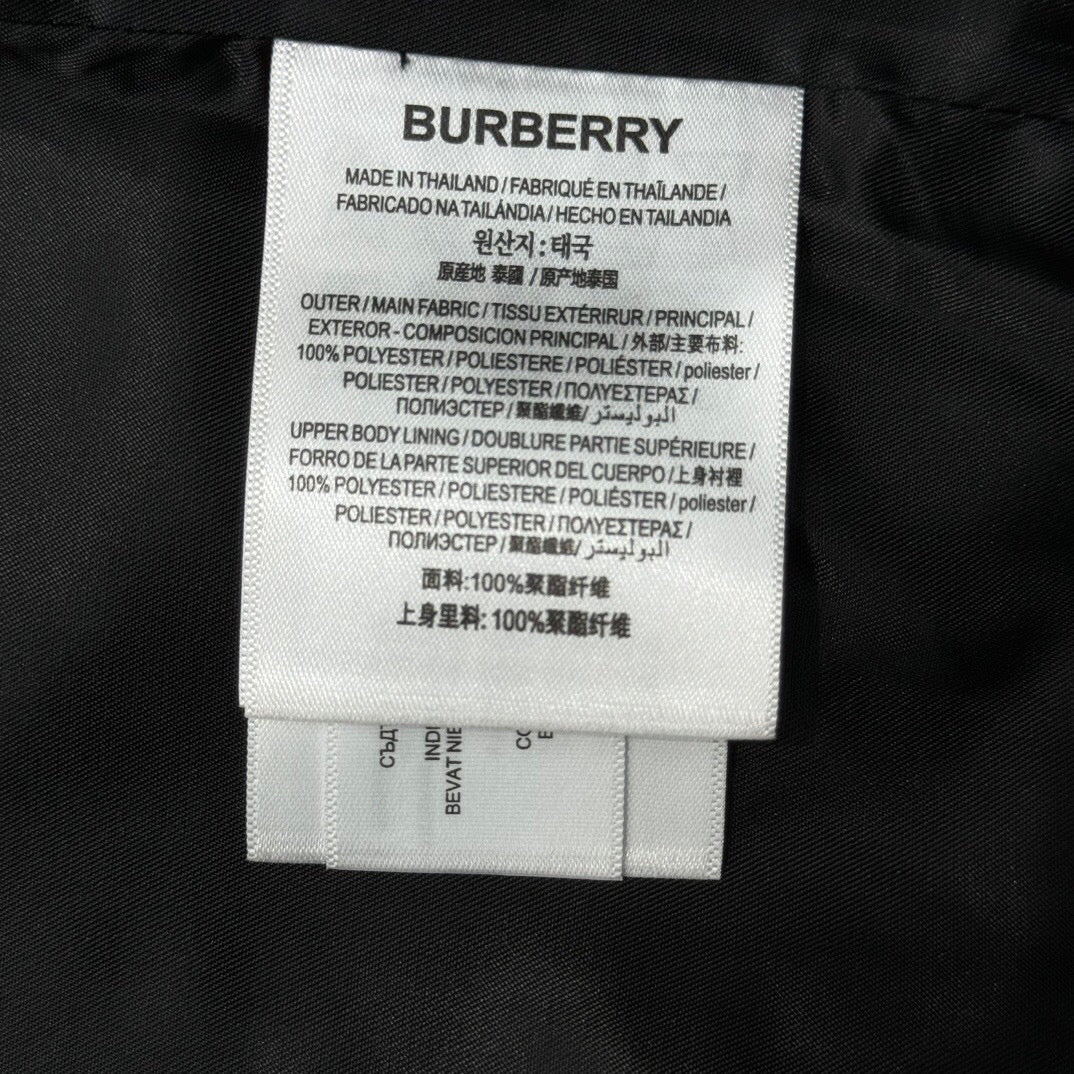 BURBERRY
MADE IN THAILAND / FABRIQUÉ EN THAÏLANDE /
FABRICADO NA TAILÁNDIA / HECHO EN TAILANDIA
원산지 : 태국
原産地 泰國 / 原产地泰国
OUTER / MAIN FABRIC / TISSU EXTÉRIRUR / PRINCIPAL /
EXTEROR - COMPOSICION PRINCIPAL / 外部/主要布料:
100% POLYESTER / POLIESTERE / POLIÉSTER / poliester /
POLIESTER / POLYESTER / ΠΟΛΥΕΣΤΕΡΑΣ /
ПОЛИЭСТЕР / 聚酯纖維/ البوليستر
UPPER BODY LINING / DOUBLURE PARTIE SUPÉRIEURE /
FORRO DE LA PARTE SUPERIOR DEL CUERPO / 上身衬裡
100% POLYESTER / POLIESTERE / POLIÉSTER / poliester /
POLIESTER / POLYESTER / ΠΟΛΥΕΣΤΕΡΑΣ /
ПОЛИЭСТЕР / 聚酯纖維/ البوليستر
面料:100%聚酯纤维
上身里料: 100%聚酯纤维
СЪД
INDI
BEVAT NIE
CO
E